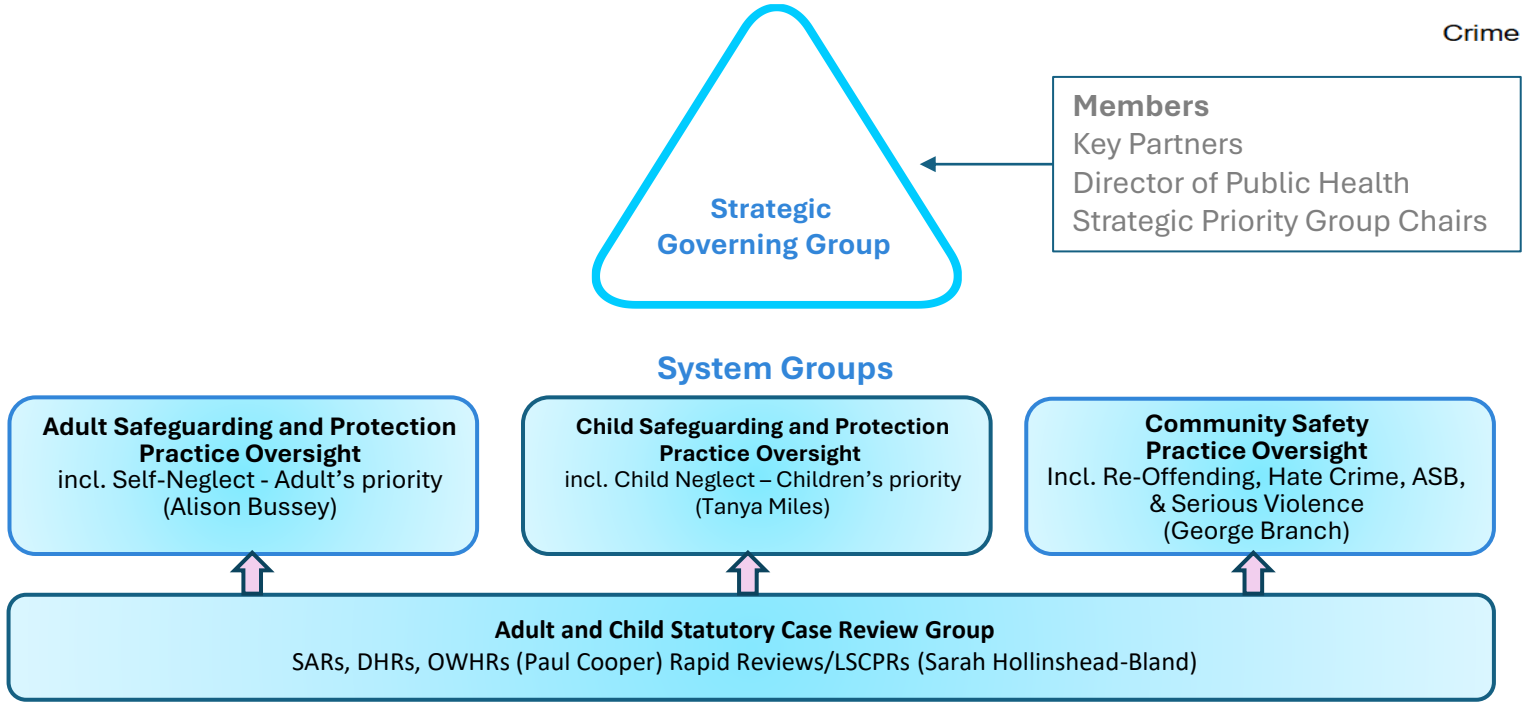 Crime
Members
Key Partners
Director of Public Health
Strategic Priority Group Chairs
Strategic
Governing Group
System Groups
Adult Safeguarding and Protection
Practice Oversight
incl. Self-Neglect - Adult’s priority
(Alison Bussey)
Child Safeguarding and Protection
Practice Oversight
incl. Child Neglect – Children’s priority
(Tanya Miles)
Community Safety
Practice Oversight
Incl. Re-Offending, Hate Crime, ASB,
& Serious Violence
(George Branch)
Adult and Child Statutory Case Review Group
SARs, DHRs, OWHRs (Paul Cooper) Rapid Reviews/LSCPRs (Sarah Hollinshead-Bland)